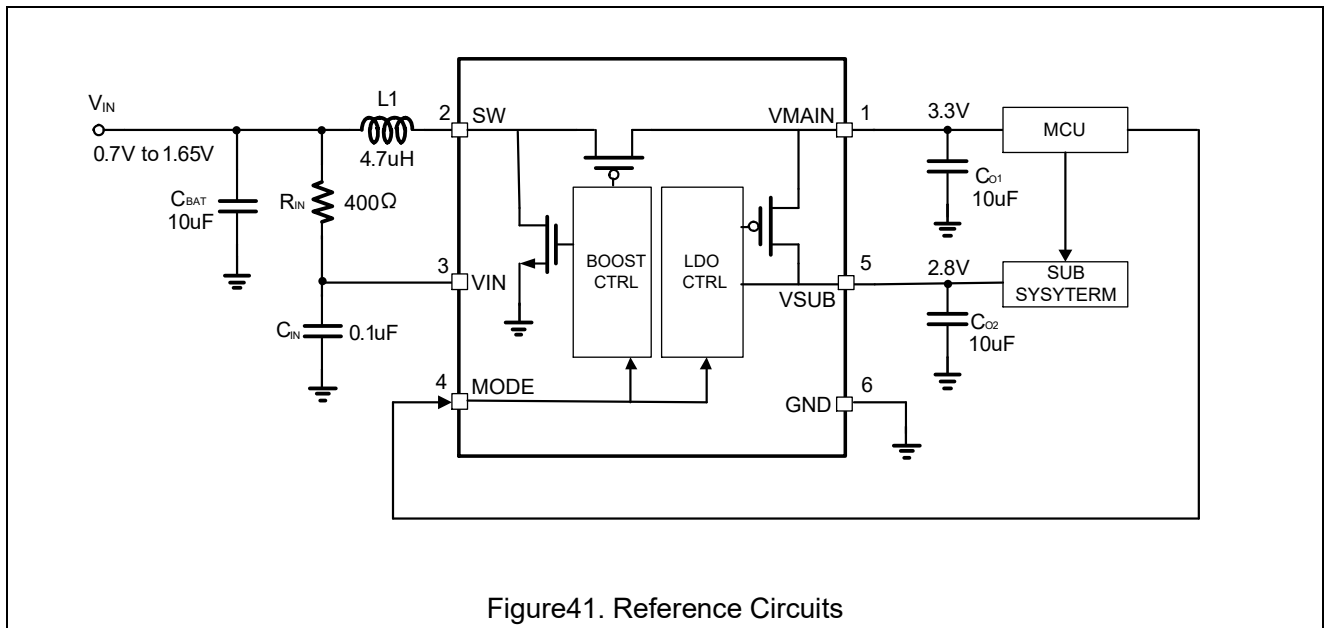 VIN
0.7V to 1.65V
CBAT
10uF
RIN
400Ω
L1
4.7uH
CIN
0.1uF
2
SW
3
VIN
4
MODE
BOOST
CTRL
LDO
CTRL
VMAIN
1
VSUB
5
GND
6
3.3V
CO1
10uF
2.8V
CO2
10uF
MCU
SUB
SYSYTERM
Figure41. Reference Circuits